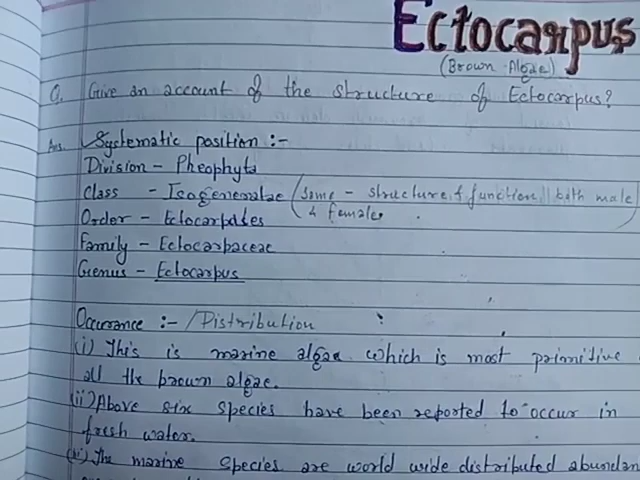 Ectocarpus
(Brown Algae)
Q. Give an account of the structure of Ectocarpus?
Ans. Systematic position :-
Division - Pheophyta
Class - Isogeneratae (Same - structure & function || both male
& females
Order - Ectocarpales
Family - Ectocarpaceae
Genus - Ectocarpus
Occurance :- / Distribution
(i) This is marine algae which is most primitive
all the brown algae.
(ii) Above six species have been reported to occur in
fresh water.
(iii) The marine species are world wide distributed abundan